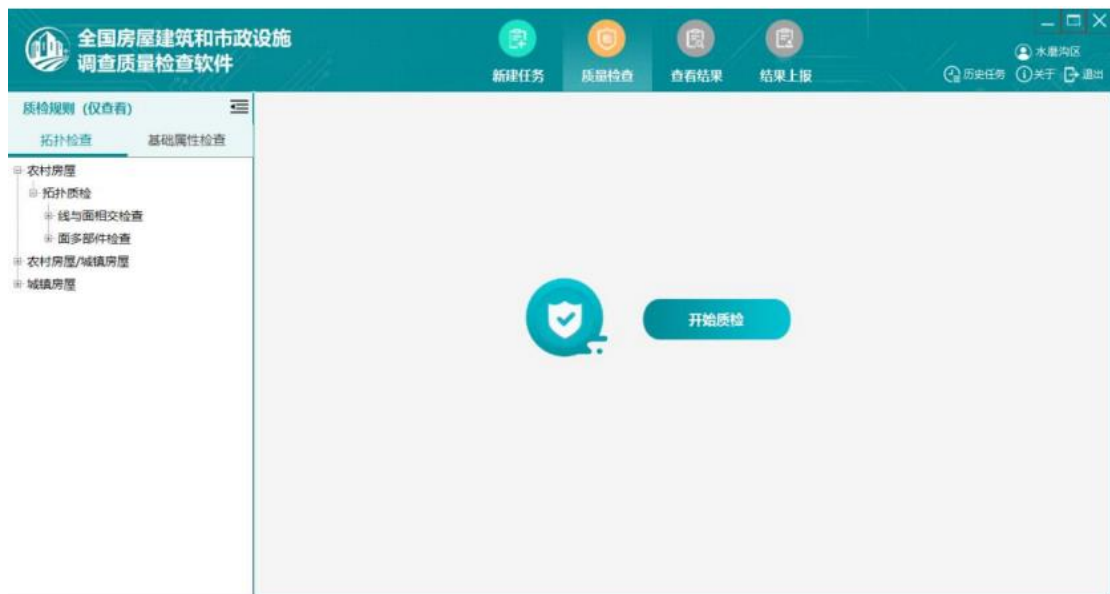 全国房屋建筑和市政设施
调查质量检查软件
新建任务
质量检查
查看结果
结果上报
水磨沟区
历史任务
关于
退出
质检规则（仅查看）
拓扑检查
基础属性检查
农村房屋
拓扑质检
线与面相交检查
面多部件检查
农村房屋/城镇房屋
城镇房屋
开始质检